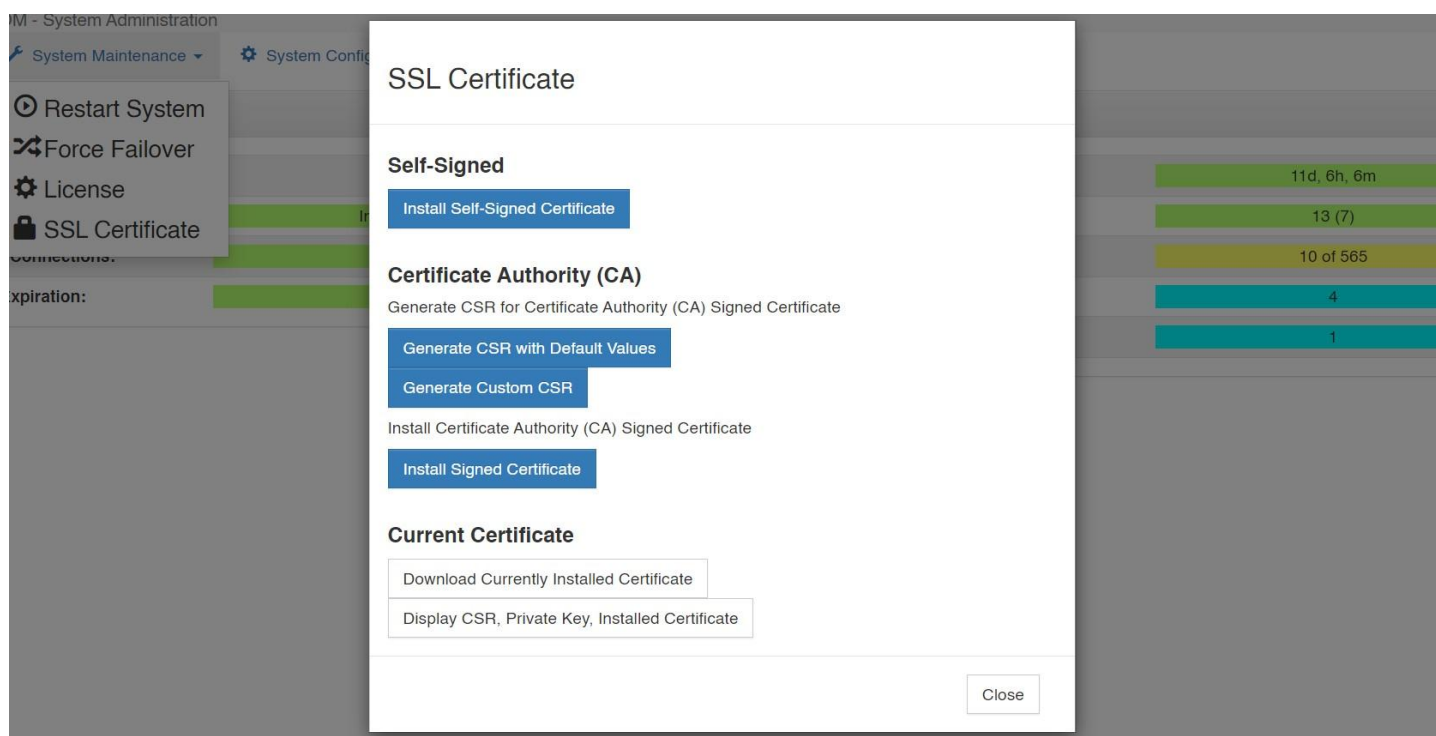 M - System Administration
System Maintenance
System Config
Restart System
Force Failover
License
SSL Certificate
Connections:
xpiration:
SSL Certificate
Self-Signed
Install Self-Signed Certificate
Certificate Authority (CA)
Generate CSR for Certificate Authority (CA) Signed Certificate
Generate CSR with Default Values
Generate Custom CSR
Install Certificate Authority (CA) Signed Certificate
Install Signed Certificate
Current Certificate
Download Currently Installed Certificate
Display CSR, Private Key, Installed Certificate
Close
11d, 6h, 6m
13 (7)
10 of 565
4
1